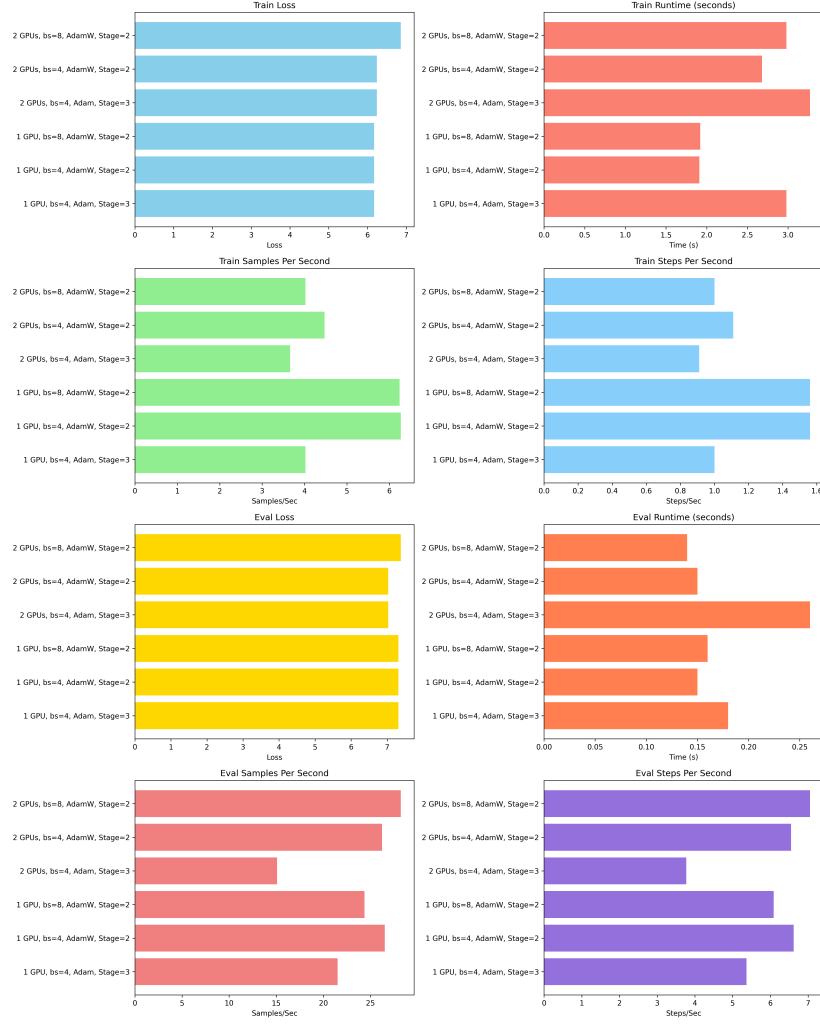 Train Loss
2 GPUs, bs=8, AdamW, Stage=2
2 GPUs, bs=4, AdamW, Stage=2
2 GPUs, bs=4, Adam, Stage=3
1 GPU, bs=8, AdamW, Stage=2
1 GPU, bs=4, AdamW, Stage=2
1 GPU, bs=4, Adam, Stage=3
0 1 2 3 4 5 6 7
Loss
Train Runtime (seconds)
2 GPUs, bs=8, AdamW, Stage=2
2 GPUs, bs=4, AdamW, Stage=2
2 GPUs, bs=4, Adam, Stage=3
1 GPU, bs=8, AdamW, Stage=2
1 GPU, bs=4, AdamW, Stage=2
1 GPU, bs=4, Adam, Stage=3
0.0 0.5 1.0 1.5 2.0 2.5 3.0
Time (s)
Train Samples Per Second
2 GPUs, bs=8, AdamW, Stage=2
2 GPUs, bs=4, AdamW, Stage=2
2 GPUs, bs=4, Adam, Stage=3
1 GPU, bs=8, AdamW, Stage=2
1 GPU, bs=4, AdamW, Stage=2
1 GPU, bs=4, Adam, Stage=3
0 1 2 3 4 5 6
Samples/Sec
Train Steps Per Second
2 GPUs, bs=8, AdamW, Stage=2
2 GPUs, bs=4, AdamW, Stage=2
2 GPUs, bs=4, Adam, Stage=3
1 GPU, bs=8, AdamW, Stage=2
1 GPU, bs=4, AdamW, Stage=2
1 GPU, bs=4, Adam, Stage=3
0.0 0.2 0.4 0.6 0.8 1.0 1.2 1.4 1.6
Steps/Sec
Eval Loss
2 GPUs, bs=8, AdamW, Stage=2
2 GPUs, bs=4, AdamW, Stage=2
2 GPUs, bs=4, Adam, Stage=3
1 GPU, bs=8, AdamW, Stage=2
1 GPU, bs=4, AdamW, Stage=2
1 GPU, bs=4, Adam, Stage=3
0 1 2 3 4 5 6 7
Loss
Eval Runtime (seconds)
2 GPUs, bs=8, AdamW, Stage=2
2 GPUs, bs=4, AdamW, Stage=2
2 GPUs, bs=4, Adam, Stage=3
1 GPU, bs=8, AdamW, Stage=2
1 GPU, bs=4, AdamW, Stage=2
1 GPU, bs=4, Adam, Stage=3
0.00 0.05 0.10 0.15 0.20 0.25
Time (s)
Eval Samples Per Second
2 GPUs, bs=8, AdamW, Stage=2
2 GPUs, bs=4, AdamW, Stage=2
2 GPUs, bs=4, Adam, Stage=3
1 GPU, bs=8, AdamW, Stage=2
1 GPU, bs=4, AdamW, Stage=2
1 GPU, bs=4, Adam, Stage=3
0 5 10 15 20 25
Samples/Sec
Eval Steps Per Second
2 GPUs, bs=8, AdamW, Stage=2
2 GPUs, bs=4, AdamW, Stage=2
2 GPUs, bs=4, Adam, Stage=3
1 GPU, bs=8, AdamW, Stage=2
1 GPU, bs=4, AdamW, Stage=2
1 GPU, bs=4, Adam, Stage=3
0 1 2 3 4 5 6 7
Steps/Sec